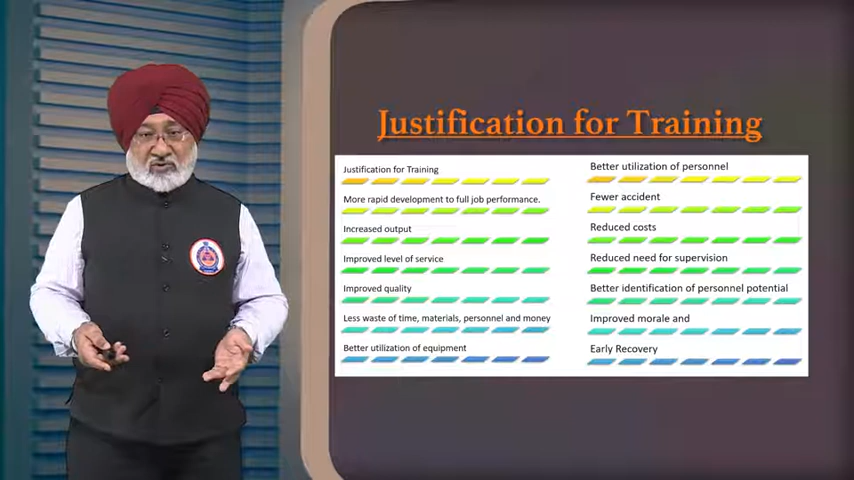 Justification for Training
Justification for Training
More rapid development to full job performance.
Increased output
Improved level of service
Improved quality
Less waste of time, materials, personnel and money
Better utilization of equipment
Better utilization of personnel
Fewer accident
Reduced costs
Reduced need for supervision
Better identification of personnel potential
Improved morale and
Early Recovery